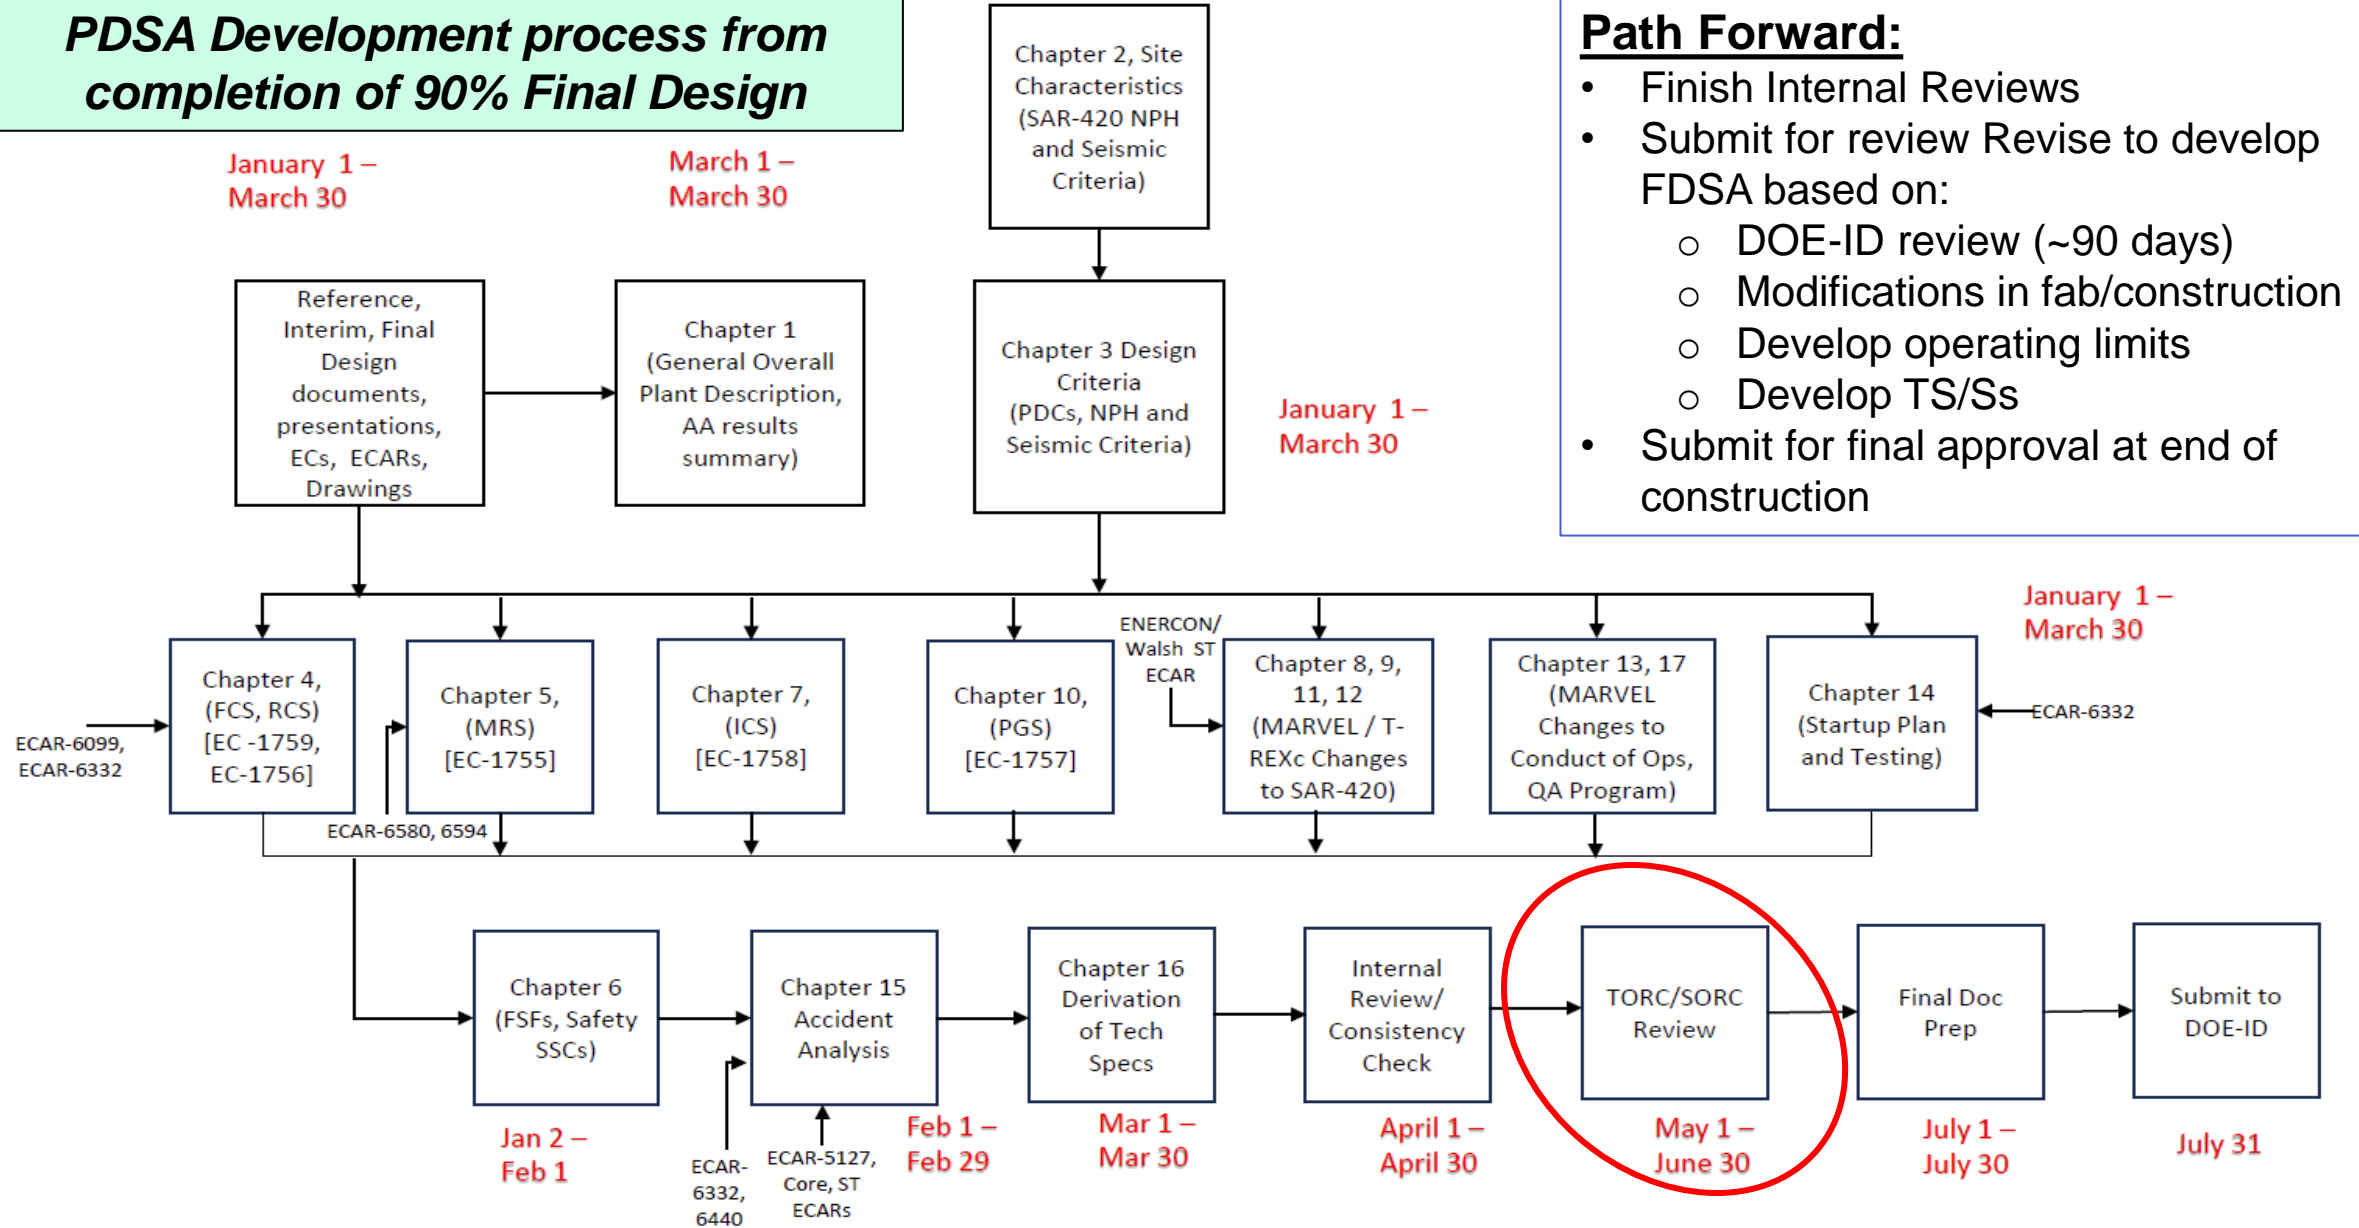 PDSA Development process from
completion of 90% Final Design
January 1 –
March 30
March 1 –
March 30
Chapter 2, Site
Characteristics
(SAR-420 NPH
and Seismic
Criteria)
Path Forward:
• Finish Internal Reviews
• Submit for review Revise to develop
FDSA based on:
o DOE-ID review (~90 days)
o Modifications in fab/construction
o Develop operating limits
o Develop TS/Ss
• Submit for final approval at end of
construction
Reference,
Interim, Final
Design
documents,
presentations,
ECs, ECARs,
Drawings
Chapter 1
(General Overall
Plant Description,
AA results
summary)
Chapter 3 Design
Criteria
(PDCs, NPH and
Seismic Criteria)
January 1 –
March 30
January 1 –
March 30
ECAR-6099,
ECAR-6332
Chapter 4,
(FCS, RCS)
[EC -1759,
EC-1756]
Chapter 5,
(MRS)
[EC-1755]
ECAR-6580, 6594
Chapter 7,
(ICS)
[EC-1758]
Chapter 10,
(PGS)
[EC-1757]
ENERCON/
Walsh ST
ECAR
Chapter 8, 9,
11, 12
(MARVEL / T-
REXc Changes
to SAR-420)
Chapter 13, 17
(MARVEL
Changes to
Conduct of Ops,
QA Program)
Chapter 14
(Startup Plan
and Testing)
ECAR-6332
Chapter 6
(FSFs, Safety
SSCs)
Jan 2 –
Feb 1
Chapter 15
Accident
Analysis
ECAR-
6332,
6440
ECAR-5127,
Core, ST
ECARs
Feb 1 –
Feb 29
Chapter 16
Derivation
of Tech
Specs
Mar 1 –
Mar 30
Internal
Review/
Consistency
Check
April 1 –
April 30
TORC/SORC
Review
May 1 –
June 30
Final Doc
Prep
July 1 –
July 30
Submit to
DOE-ID
July 31